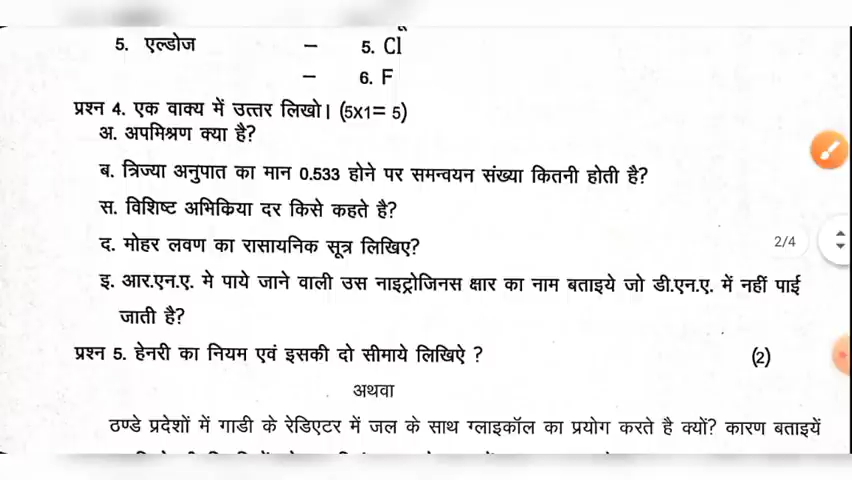 5. एल्डोज – 5. Cl
– 6. F
प्रश्न 4. एक वाक्य में उत्तर लिखो। (5X1= 5)
अ. अपमिश्रण क्या है?
ब. त्रिज्या अनुपात का मान 0.533 होने पर समन्वयन संख्या कितनी होती है?
स. विशिष्ट अभिकिया दर किसे कहते है?
द. मोहर लवण का रासायनिक सूत्र लिखिए?
2/4
इ. आर.एन.ए. मे पाये जाने वाली उस नाइट्रोजिनस क्षार का नाम बताइये जो डी.एन.ए. में नहीं पाई
जाती है?
प्रश्न 5. हेनरी का नियम एवं इसकी दो सीमाये लिखिऐ ? (2)
अथवा
ठण्डे प्रदेशों में गाडी के रेडिएटर में जल के साथ ग्लाइकॉल का प्रयोग करते है क्यों? कारण बताइयें